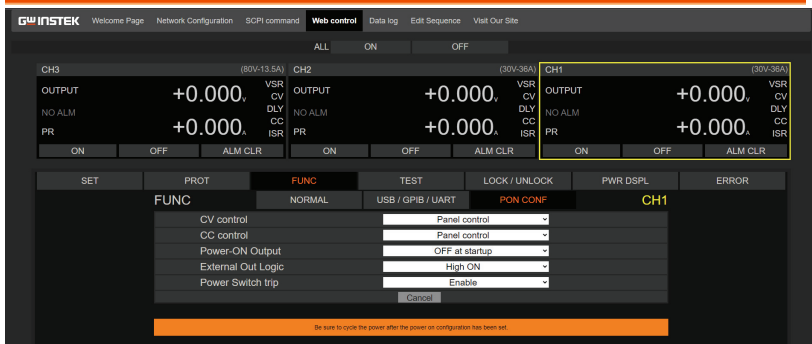 GW INSTEK Welcome Page Network Configuration SCPI command Web control Data log Edit Sequence Visit Our Site
ALL ON OFF
CH3 (80V-13.5A)
OUTPUT +0.000V VSR
CV
NO ALM DLY
CC
PR +0.000A ISR
ON OFF ALM CLR
CH2 (30V-36A)
OUTPUT +0.000V VSR
CV
NO ALM DLY
CC
PR +0.000A ISR
ON OFF ALM CLR
CH1 (30V-36A)
OUTPUT +0.000V VSR
CV
NO ALM DLY
CC
PR +0.000A ISR
ON OFF ALM CLR
SET PROT FUNC TEST LOCK / UNLOCK PWR DSPL ERROR
FUNC NORMAL USB / GPIB / UART PON CONF CH1
CV control Panel control
CC control Panel control
Power-ON Output OFF at startup
External Out Logic High ON
Power Switch trip Enable
Cancel
Be sure to cycle the power after the power on configuration has been set.